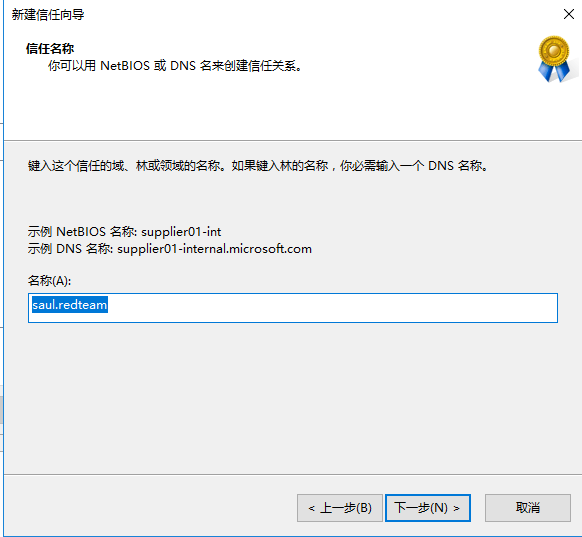 新建信任向导
信任名称
你可以用 NetBIOS 或 DNS 名来创建信任关系。
键入这个信任的域、林或领域的名称。如果键入林的名称，你必需输入一个 DNS 名称。
示例 NetBIOS 名称: supplier01-int
示例 DNS 名称: supplier01-internal.microsoft.com
名称(A):
saul.redteam
< 上一步(B) 下一步(N) > 取消